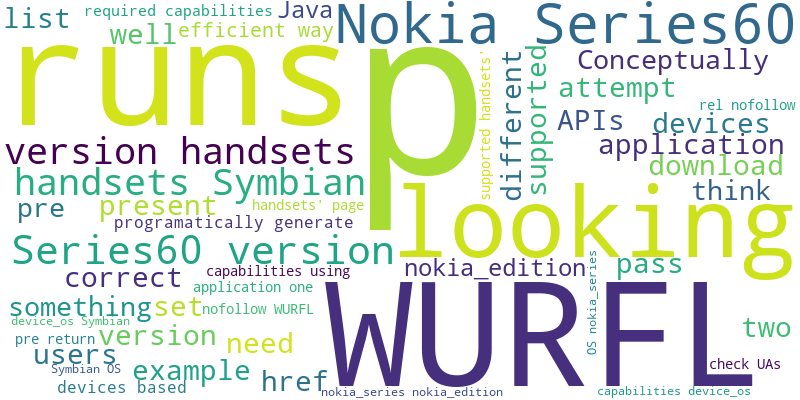 list
required capabilities
Java
well
efficient way
Nokia Series60
runs
p
different
supported
supported handsets'
Conceptually
attempt
rel nofollow
APIs
devices
application
download
think
version handsets
handsets Symbian
pre
present
handsets' page
programatically generate
looking
Series60 version
correct
capabilities using
nokia_edition
pass
application one
something
set
nofollow WURFL
device_os Symbian
version
need
WURFL
OS nokia_series
two
pre return
users
Symbian OS
example
href
check UAs
devices based
nokia_series nokia_edition
capabilities device_os